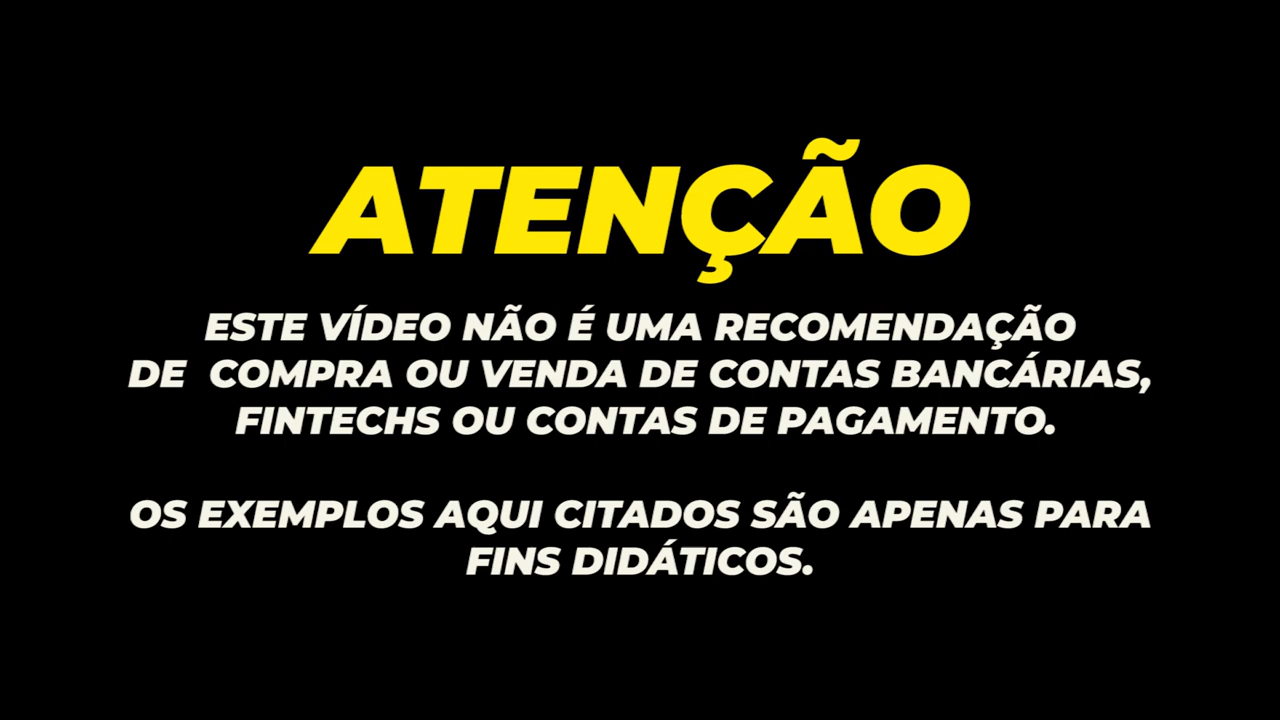 ATENÇÃO
ESTE VÍDEO NÃO É UMA RECOMENDAÇÃO
DE COMPRA OU VENDA DE CONTAS BANCÁRIAS,
FINTECHS OU CONTAS DE PAGAMENTO.
OS EXEMPLOS AQUI CITADOS SÃO APENAS PARA
FINS DIDÁTICOS.